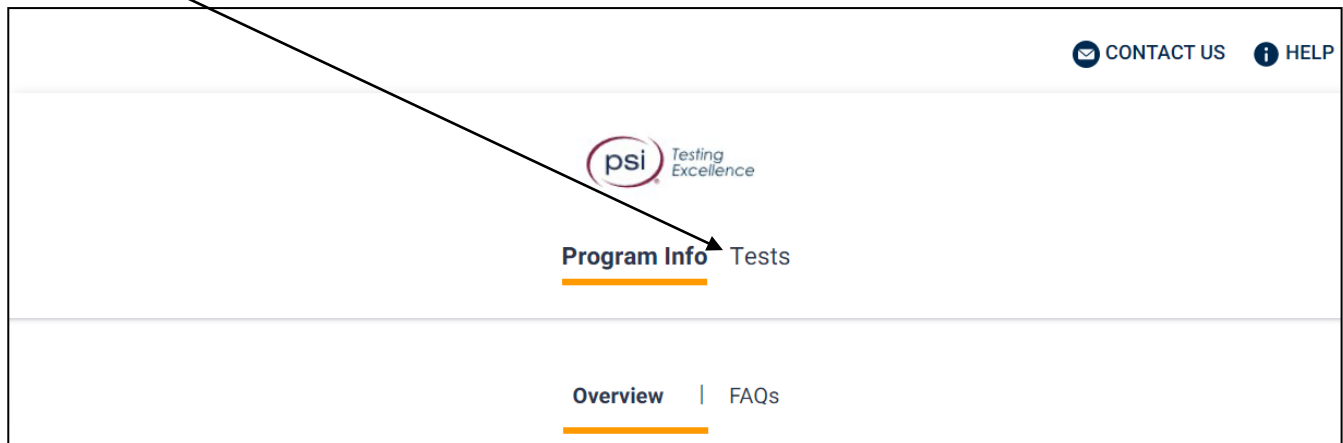 CONTACT US HELP
psi Testing
Excellence
Program Info Tests
Overview | FAQs